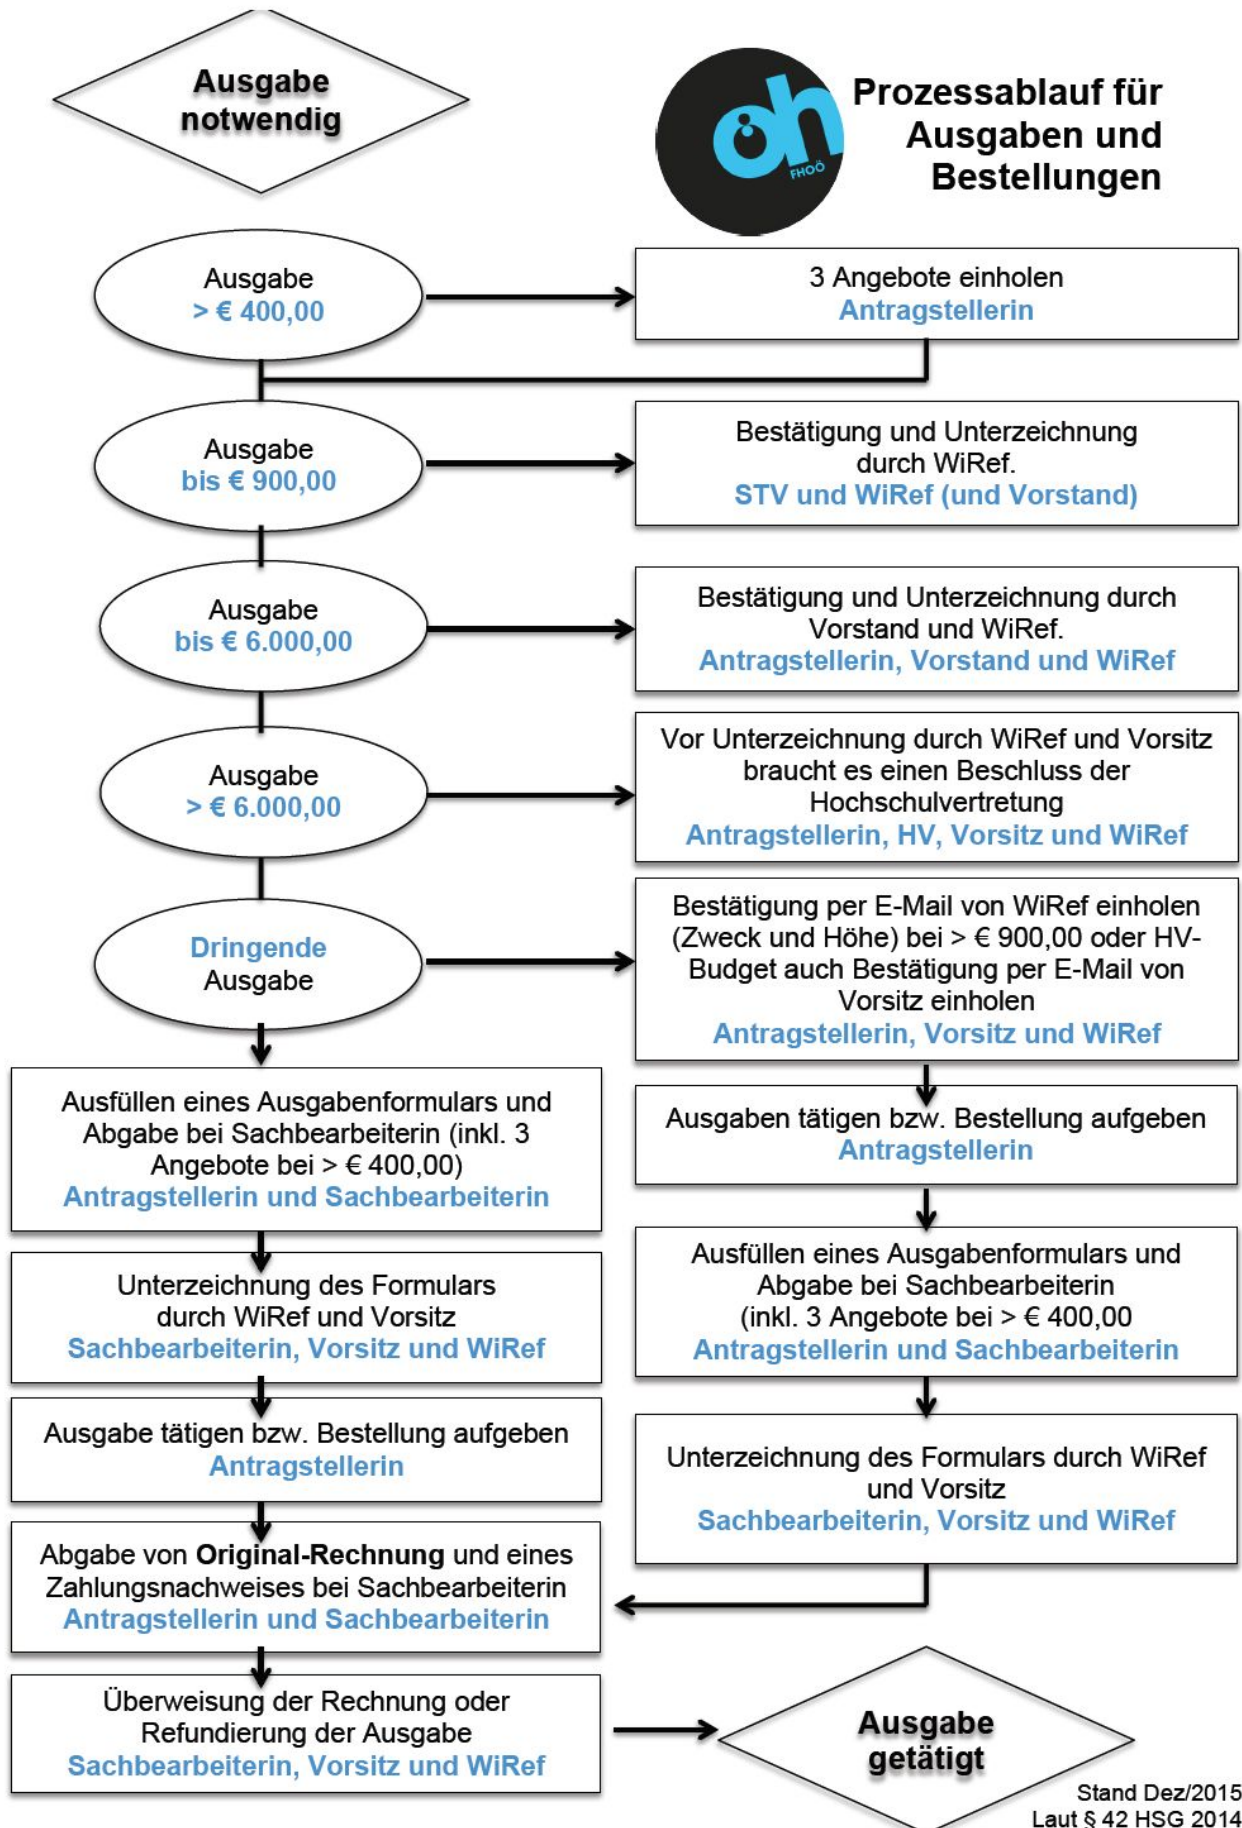 Ausgabe
notwendig
öh
FHOÖ
Prozessablauf für
Ausgaben und
Bestellungen
Ausgabe
> € 400,00
3 Angebote einholen
Antragstellerin
Ausgabe
bis € 900,00
Bestätigung und Unterzeichnung
durch WiRef.
STV und WiRef (und Vorstand)
Ausgabe
bis € 6.000,00
Bestätigung und Unterzeichnung durch
Vorstand und WiRef.
Antragstellerin, Vorstand und WiRef
Ausgabe
> € 6.000,00
Vor Unterzeichnung durch WiRef und Vorsitz
braucht es einen Beschluss der
Hochschulvertretung
Antragstellerin, HV, Vorsitz und WiRef
Dringende
Ausgabe
Bestätigung per E-Mail von WiRef einholen
(Zweck und Höhe) bei > € 900,00 oder HV-
Budget auch Bestätigung per E-Mail von
Vorsitz einholen
Antragstellerin, Vorsitz und WiRef
Ausfüllen eines Ausgabenformulars und
Abgabe bei Sachbearbeiterin (inkl. 3
Angebote bei > € 400,00)
Antragstellerin und Sachbearbeiterin
Unterzeichnung des Formulars
durch WiRef und Vorsitz
Sachbearbeiterin, Vorsitz und WiRef
Ausgabe tätigen bzw. Bestellung aufgeben
Antragstellerin
Ausgaben tätigen bzw. Bestellung aufgeben
Antragstellerin
Ausfüllen eines Ausgabenformulars und
Abgabe bei Sachbearbeiterin
(inkl. 3 Angebote bei > € 400,00
Antragstellerin und Sachbearbeiterin
Unterzeichnung des Formulars durch WiRef
und Vorsitz
Sachbearbeiterin, Vorsitz und WiRef
Abgabe von Original-Rechnung und eines
Zahlungsnachweises bei Sachbearbeiterin
Antragstellerin und Sachbearbeiterin
Überweisung der Rechnung oder
Refundierung der Ausgabe
Sachbearbeiterin, Vorsitz und WiRef
Ausgabe
getätigt
Stand Dez/2015
Laut § 42 HSG 2014